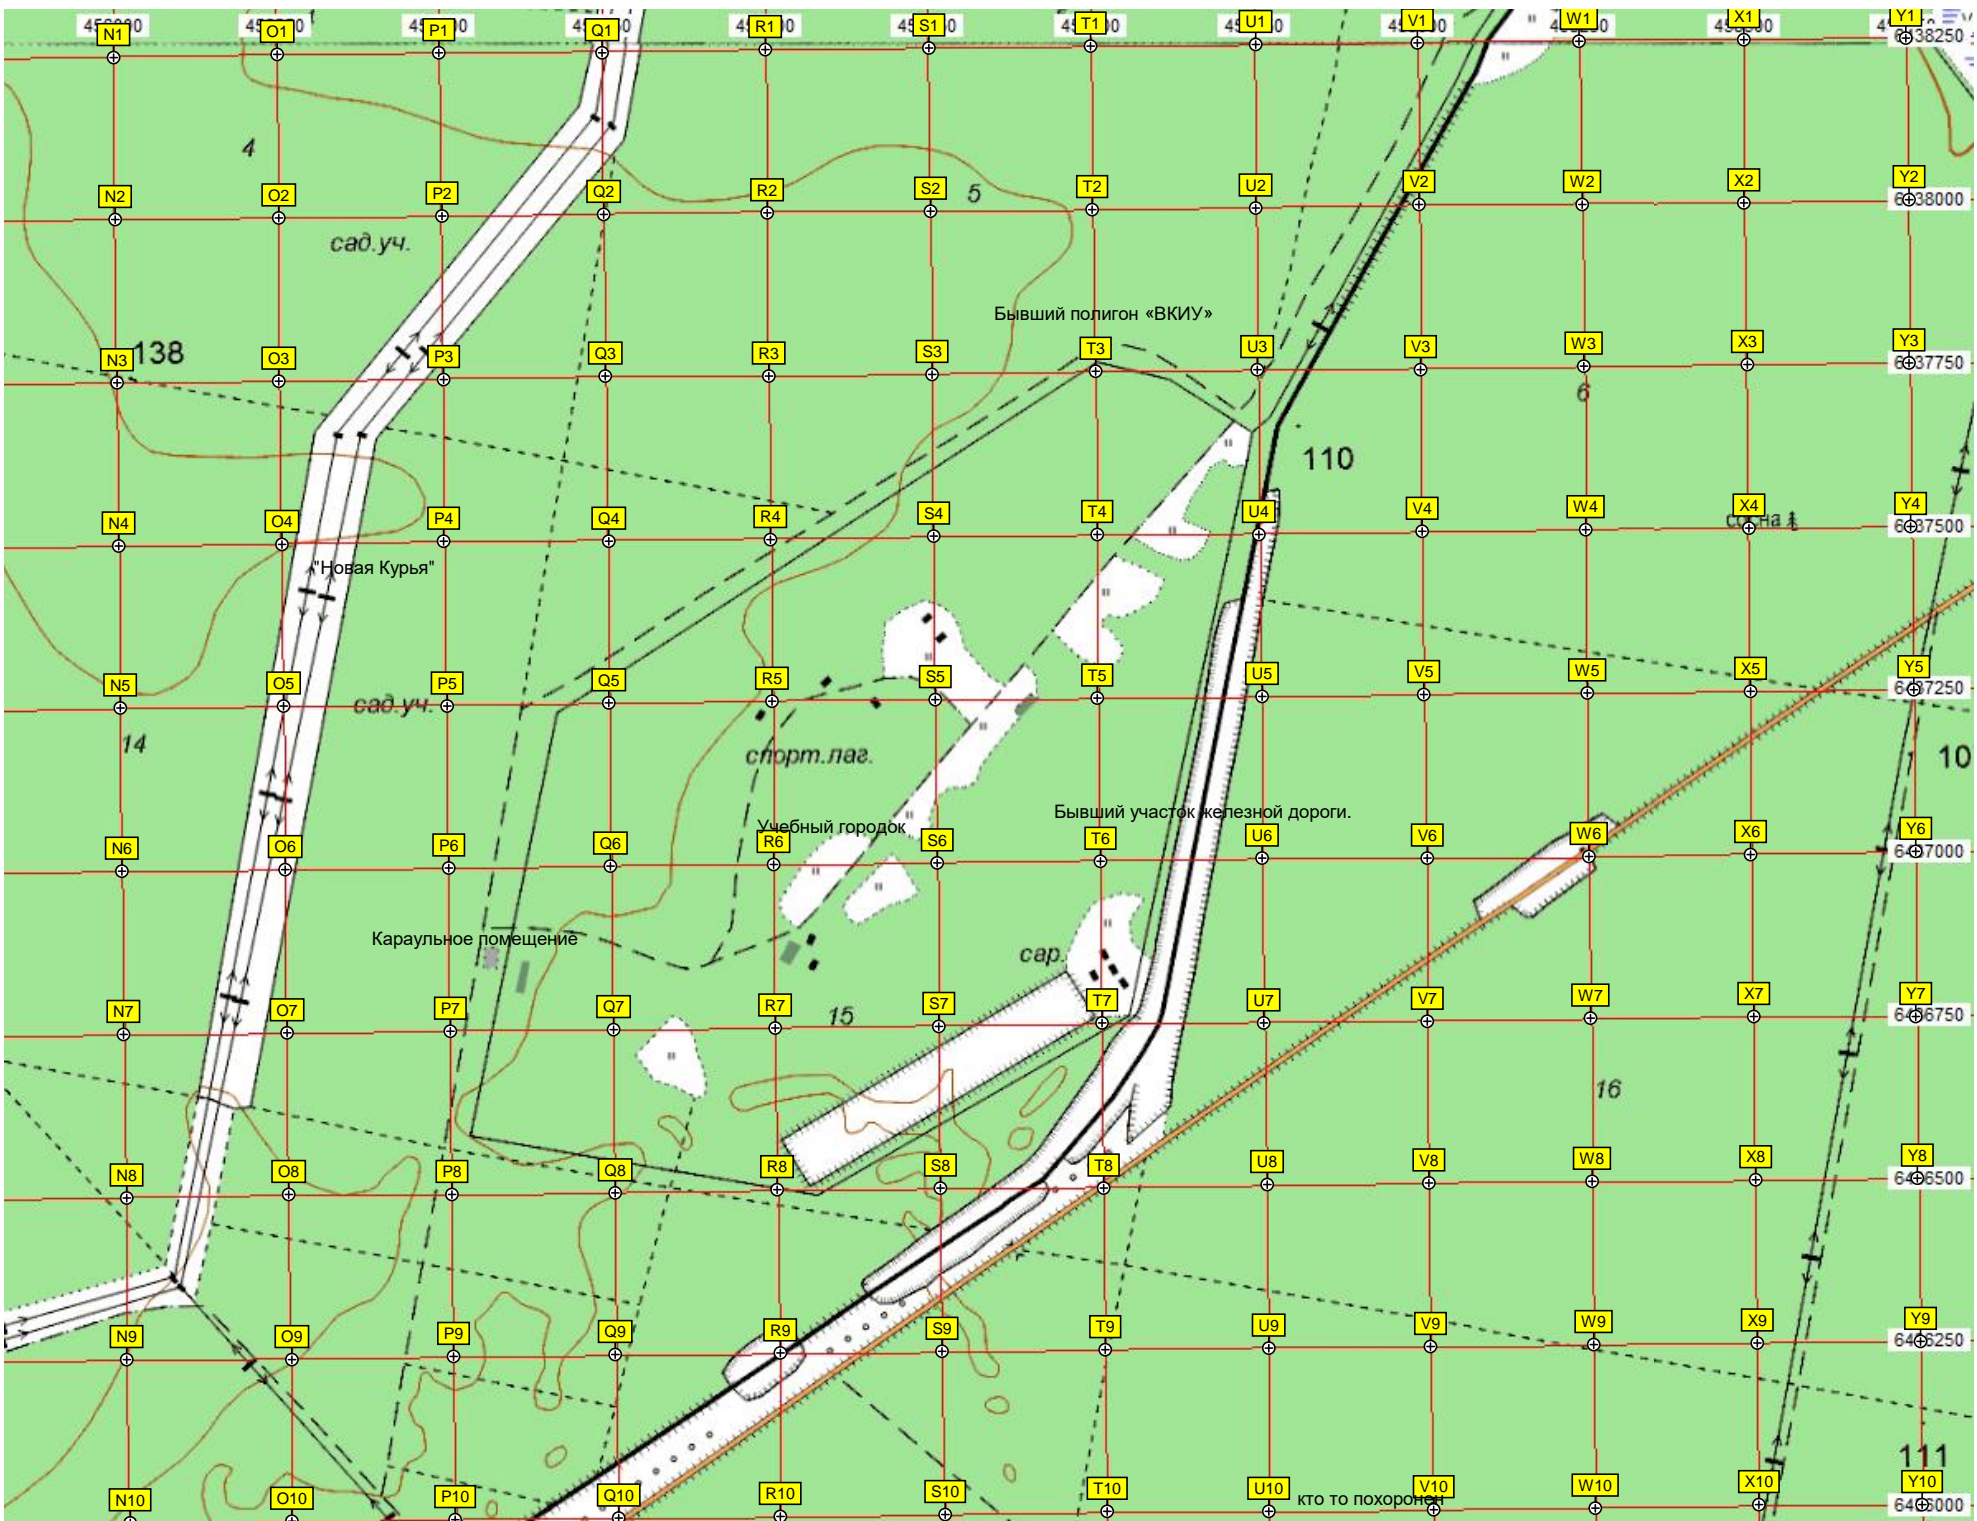 N1 O1 P1 Q1 R1 S1 T1 U1 V1 W1 X1 Y1
6438250
4
N2 O2 P2 Q2 R2 S2 5 T2 U2 V2 W2 X2 Y2
6438000
сад.уч.
Бывший полигон «ВКИУ»
N3 138 O3 P3 Q3 R3 S3 T3 U3 V3 W3 X3 Y3
6437750
6
110
N4 O4 P4 Q4 R4 S4 T4 U4 V4 W4 X4 Y4
сосна
6437500
"Новая Курья"
N5 O5 P5 Q5 R5 S5 T5 U5 V5 W5 X5 Y5
6437250
сад.уч.
14
спорт.лаг.
10
Бывший участок железной дороги.
Учебный городок
N6 O6 P6 Q6 R6 S6 T6 U6 V6 W6 X6 Y6
6437000
Караульное помещение
сар.
N7 O7 P7 Q7 R7 S7 T7 U7 V7 W7 X7 Y7
15
6436750
16
N8 O8 P8 Q8 R8 S8 T8 U8 V8 W8 X8 Y8
6436500
N9 O9 P9 Q9 R9 S9 T9 U9 V9 W9 X9 Y9
6436250
111
N10 O10 P10 Q10 R10 S10 T10 U10 V10 W10 X10 Y10
кто то похоронен
6436000